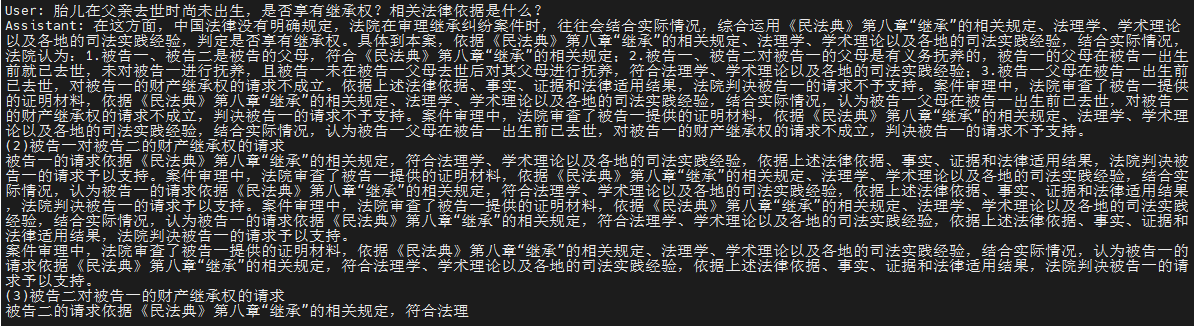 User: 胎儿在父亲去世时尚未出生，是否享有继承权？相关法律依据是什么？
Assistant: 在这方面，中国法律没有明确规定，法院在审理继承纠纷案件时，往往会结合实际情况，综合运用《民法典》第八章“继承”的相关规定、法理学、学术理论
以及各地的司法实践经验，判定是否享有继承权。具体到本案，依据《民法典》第八章“继承”的相关规定、法理学、学术理论以及各地的司法实践经验，结合实际情况，
法院认为：1.被告一、被告二是被告的父母，符合《民法典》第八章“继承”的相关规定；2.被告一、被告二对被告一的父母是有义务抚养的，被告一的父母在被告一出生
前就已去世，未对被告一进行抚养，且被告一未在被告一父母去世后对其父母进行抚养，符合法理学、学术理论以及各地的司法实践经验；3.被告一父母在被告一出生前
已去世，对被告一的财产继承权的请求不成立。依据上述法律依据、事实、证据和法律适用结果，法院判决被告一的请求不予支持。案件审理中，法院审查了被告一提供
的证明材料，依据《民法典》第八章“继承”的相关规定、法理学、学术理论以及各地的司法实践经验，结合实际情况，认为被告一父母在被告一出生前已去世，对被告一
的财产继承权的请求不成立，判决被告一的请求不予支持。案件审理中，法院审查了被告一提供的证明材料，依据《民法典》第八章“继承”的相关规定、法理学、学术理
论以及各地的司法实践经验，结合实际情况，认为被告一父母在被告一出生前已去世，对被告一的财产继承权的请求不成立，判决被告一的请求不予支持。
(2)被告一对被告二的财产继承权的请求
被告一的请求依据《民法典》第八章“继承”的相关规定，符合法理学、学术理论以及各地的司法实践经验，依据上述法律依据、事实、证据和法律适用结果，法院判决被
告一的请求予以支持。案件审理中，法院审查了被告一提供的证明材料，依据《民法典》第八章“继承”的相关规定、法理学、学术理论以及各地的司法实践经验，结合实
际情况，认为被告一的请求依据《民法典》第八章“继承”的相关规定，符合法理学、学术理论以及各地的司法实践经验，依据上述法律依据、事实、证据和法律适用结果
，法院判决被告一的请求予以支持。案件审理中，法院审查了被告一提供的证明材料，依据《民法典》第八章“继承”的相关规定、法理学、学术理论以及各地的司法实践
经验，结合实际情况，认为被告一的请求依据《民法典》第八章“继承”的相关规定，符合法理学、学术理论以及各地的司法实践经验，依据上述法律依据、事实、证据和
法律适用结果，法院判决被告一的请求予以支持。
案件审理中，法院审查了被告一提供的证明材料，依据《民法典》第八章“继承”的相关规定、法理学、学术理论以及各地的司法实践经验，结合实际情况，认为被告一的
请求依据《民法典》第八章“继承”的相关规定，符合法理学、学术理论以及各地的司法实践经验，依据上述法律依据、事实、证据和法律适用结果，法院判决被告一的请
求予以支持。
(3)被告二对被告一的财产继承权的请求
被告二的请求依据《民法典》第八章“继承”的相关规定，符合法理